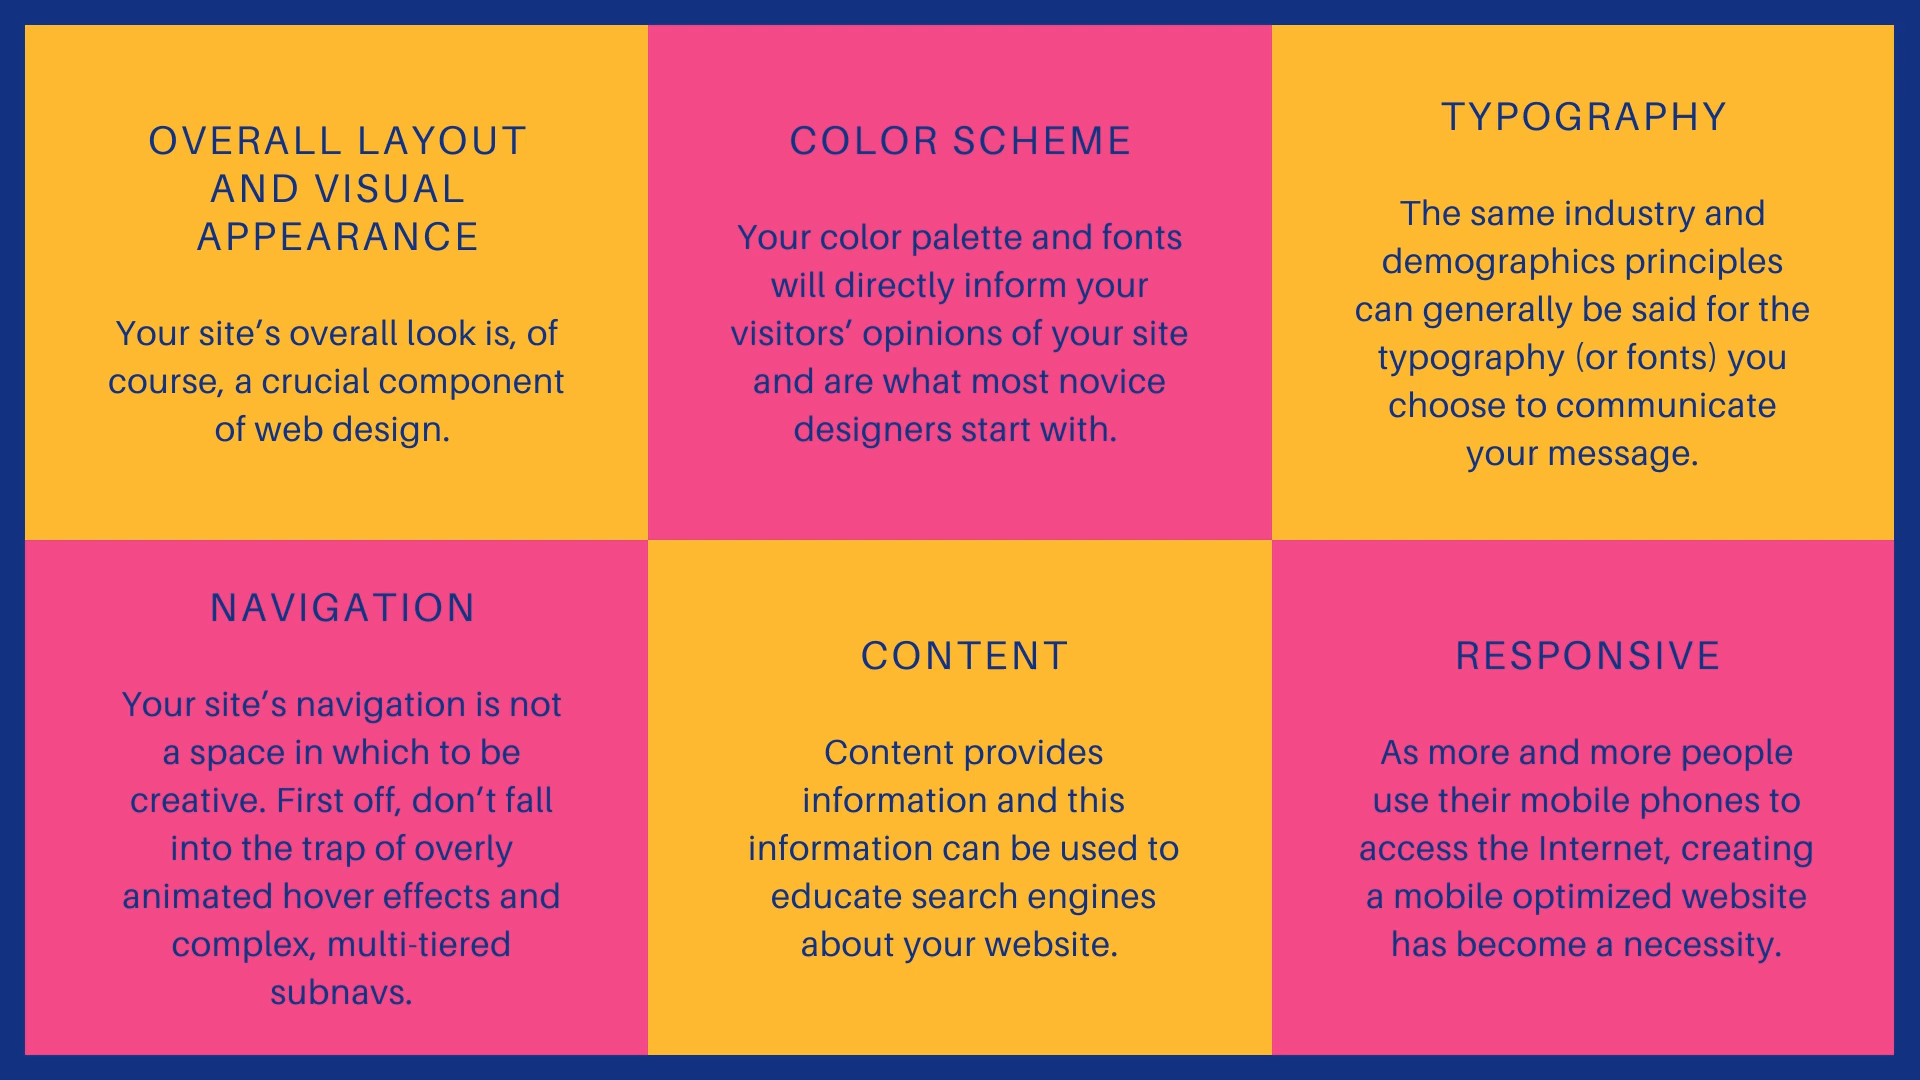 OVERALL LAYOUT
AND VISUAL
APPEARANCE
Your site’s overall look is, of
course, a crucial component
of web design.
COLOR SCHEME
Your color palette and fonts
will directly inform your
visitors’ opinions of your site
and are what most novice
designers start with.
TYPOGRAPHY
The same industry and
demographics principles
can generally be said for the
typography (or fonts) you
choose to communicate
your message.
NAVIGATION
Your site’s navigation is not
a space in which to be
creative. First off, don’t fall
into the trap of overly
animated hover effects and
complex, multi-tiered
subnavs.
CONTENT
Content provides
information and this
information can be used to
educate search engines
about your website.
RESPONSIVE
As more and more people
use their mobile phones to
access the Internet, creating
a mobile optimized website
has become a necessity.